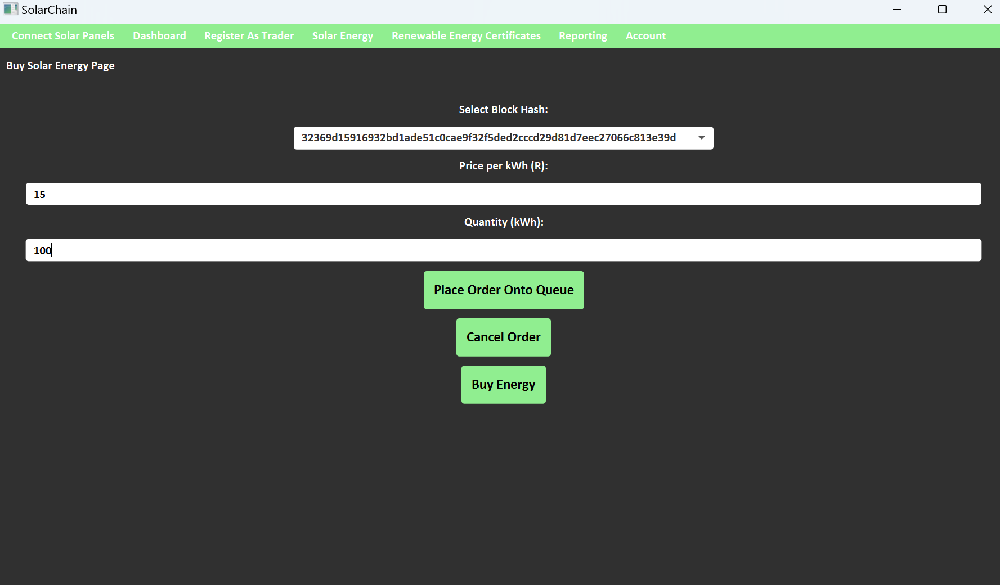 SolarChain
Connect Solar Panels Dashboard Register As Trader Solar Energy Renewable Energy Certificates Reporting Account
Buy Solar Energy Page
Select Block Hash:
32369d15916932bd1ade51c0cae9f32f5ded2cccd29d81d7eec27066c813e39d
Price per kWh (R):
15
Quantity (kWh):
100
Place Order Onto Queue
Cancel Order
Buy Energy